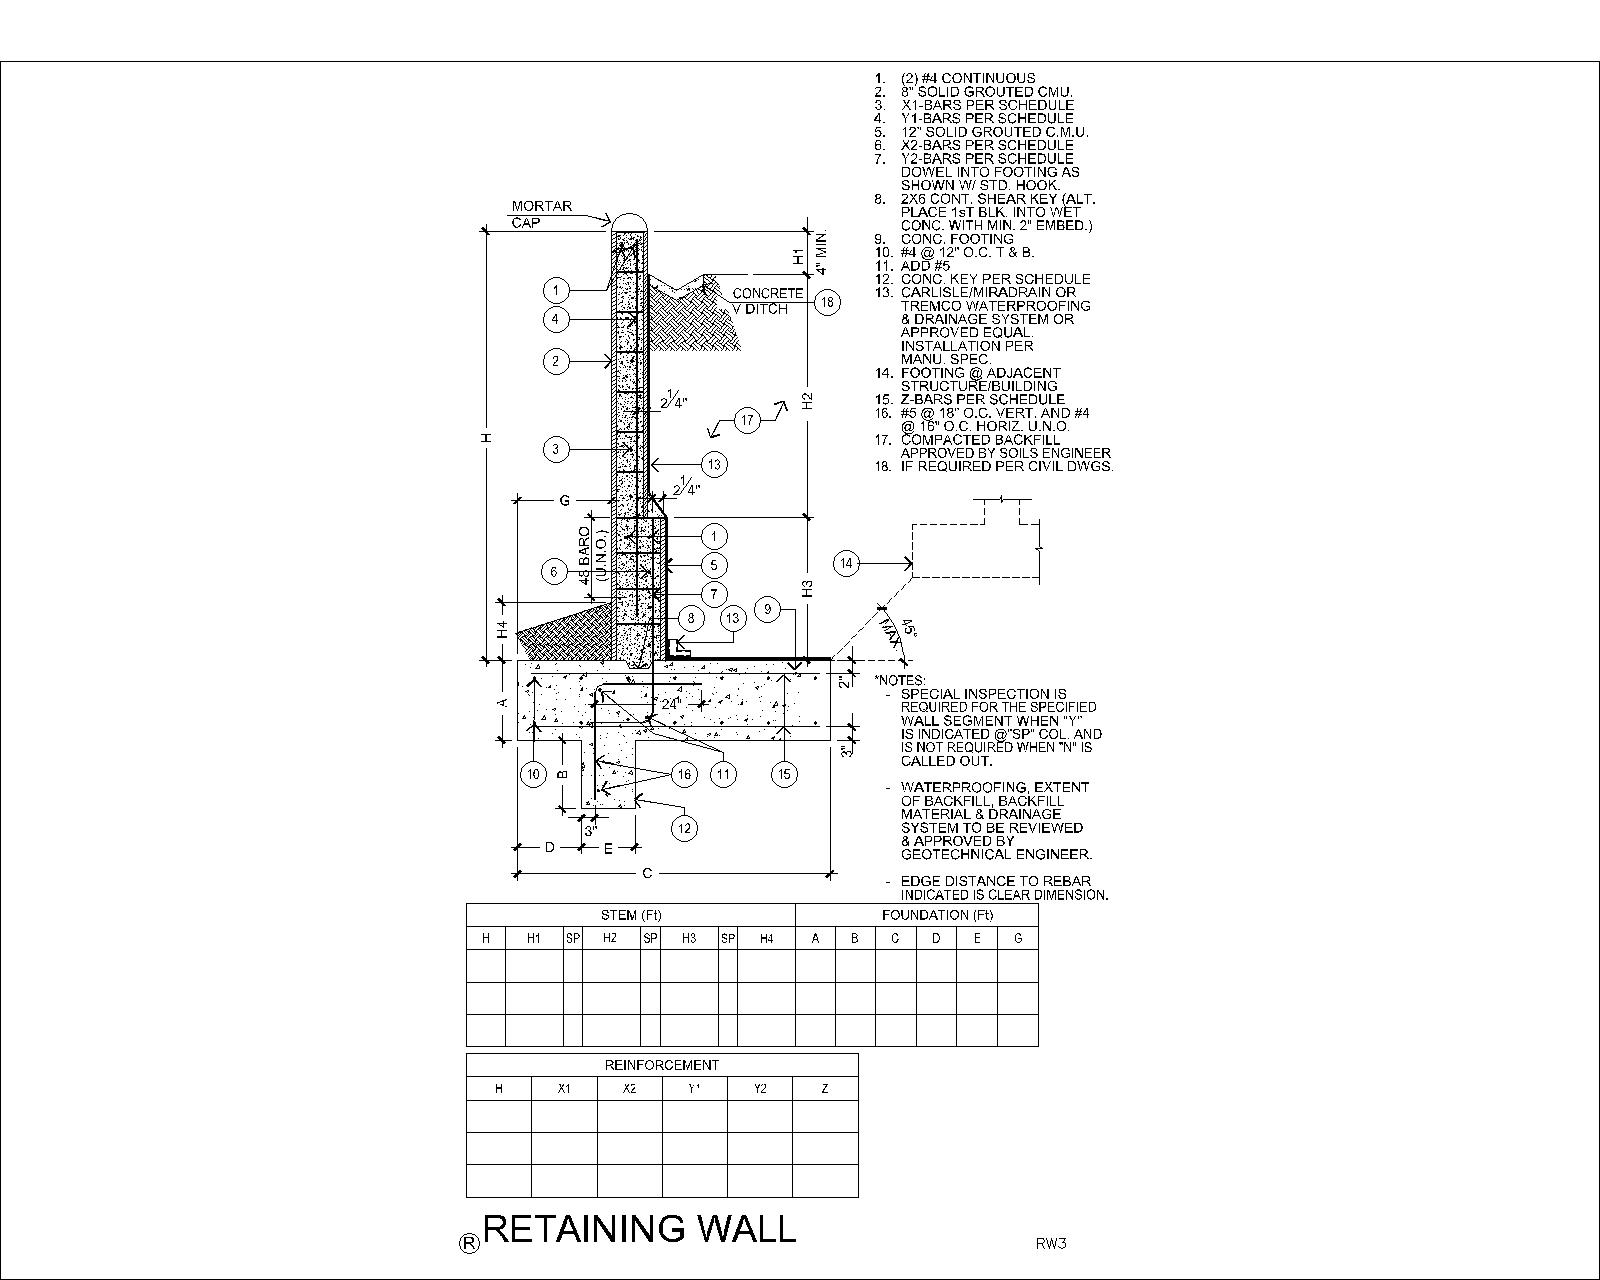 1. (2) #4 CONTINUOUS
2. 8" SOLID GROUTED CMU.
3. X1-BARS PER SCHEDULE
4. Y1-BARS PER SCHEDULE
5. 12" SOLID GROUTED C.M.U.
6. X2-BARS PER SCHEDULE
7. Y2-BARS PER SCHEDULE
DOWEL INTO FOOTING AS
SHOWN W/ STD. HOOK.
8. 2X6 CONT. SHEAR KEY (ALT.
PLACE 1sT BLK. INTO WET
CONC. WITH MIN. 2" EMBED.)
9. CONC. FOOTING
10. #4 @ 12" O.C. T & B.
11. ADD #5
12. CONC. KEY PER SCHEDULE
13. CARLISLE/MIRADRAIN OR
TREMCO WATERPROOFING
& DRAINAGE SYSTEM OR
APPROVED EQUAL.
INSTALLATION PER
MANU. SPEC.
14. FOOTING @ ADJACENT
STRUCTURE/BUILDING
15. Z-BARS PER SCHEDULE
16. #5 @ 18" O.C. VERT. AND #4
@ 16" O.C. HORIZ. U.N.O.
17. COMPACTED BACKFILL
APPROVED BY SOILS ENGINEER
18. IF REQUIRED PER CIVIL DWGS.
MORTAR
CAP
H1
4" MIN.
1
CONCRETE
V DITCH
18
4
2
2 1/4"
H2
17
H
3
13
2 1/4"
G
48 BARO
(U.N.O.)
1
5
14
6
7
H3
9
8
13
H4
45°
MAX
A
24"
2"
3"
10
B
16
11
15
3"
12
D
E
C
*NOTES:
- SPECIAL INSPECTION IS
REQUIRED FOR THE SPECIFIED
WALL SEGMENT WHEN "Y"
IS INDICATED @"SP" COL. AND
IS NOT REQUIRED WHEN "N" IS
CALLED OUT.
- WATERPROOFING, EXTENT
OF BACKFILL, BACKFILL
MATERIAL & DRAINAGE
SYSTEM TO BE REVIEWED
& APPROVED BY
GEOTECHNICAL ENGINEER.
- EDGE DISTANCE TO REBAR
INDICATED IS CLEAR DIMENSION.
STEM (Ft) FOUNDATION (Ft)
H H1 SP H2 SP H3 SP H4 A B C D E G
REINFORCEMENT
H X1 X2 Y1 Y2 Z
R RETAINING WALL
RW3